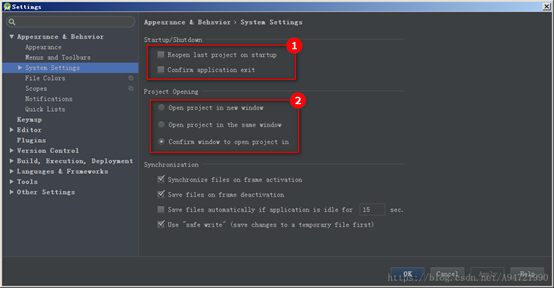 Settings
Appearance & Behavior
Appearance
Menus and Toolbars
System Settings
File Colors
Scopes
Notifications
Quick Lists
Keymap
Editor
Plugins
Version Control
Build, Execution, Deployment
Languages & Frameworks
Tools
Other Settings
Appearance & Behavior > System Settings
Startup/Shutdown
1
Reopen last project on startup
Confirm application exit
Project Opening
2
Open project in new window
Open project in the same window
Confirm window to open project in
Synchronization
Synchronize files on frame activation
Save files on frame deactivation
Save files automatically if application is idle for 15 sec.
Use "safe write" (save changes to a temporary file first)
OK Cancel Apply Help
https://blog.csdn.net/A94721990